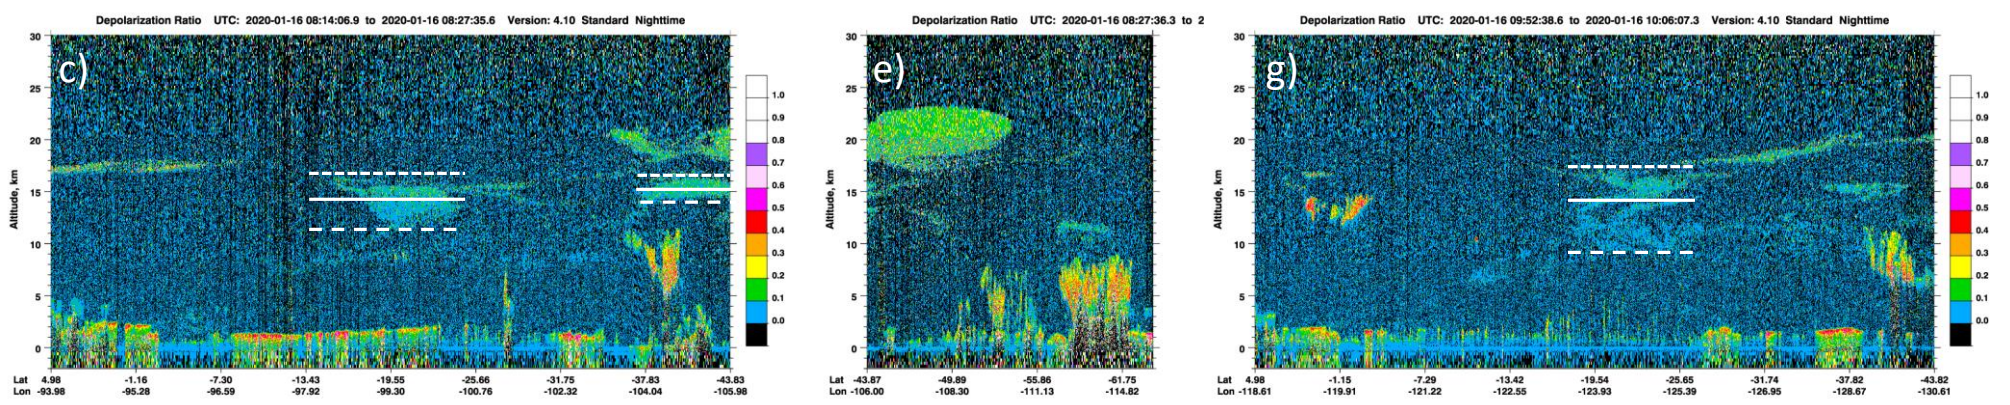 Depolarization Ratio UTC: 2020-01-16 08:14:06.9 to 2020-01-16 08:27:35.6 Version: 4.10 Standard Nighttime
c)
30
25
20
15
10
5
0
Altitude, km
1.0
0.9
0.8
0.7
0.6
0.5
0.4
0.3
0.2
0.1
0.0
Lat 4.98 -1.16 -7.30 -13.43 -19.55 -25.66 -31.75 -37.83 -43.83
Lon -93.98 -95.28 -96.59 -97.92 -99.30 -100.76 -102.32 -104.04 -105.98
Depolarization Ratio UTC: 2020-01-16 08:27:36.3 to 2
e)
30
25
20
15
10
5
0
Altitude, km
Lat -43.87 -49.89 -55.86 -61.75
Lon -106.00 -108.30 -111.13 -114.82
Depolarization Ratio UTC: 2020-01-16 09:52:38.6 to 2020-01-16 10:06:07.3 Version: 4.10 Standard Nighttime
g)
30
25
20
15
10
5
0
Altitude, km
1.0
0.9
0.8
0.7
0.6
0.5
0.4
0.3
0.2
0.1
0.0
Lat 4.98 -1.15 -7.29 -13.42 -19.54 -25.65 -31.74 -37.82 -43.82
Lon -118.61 -119.91 -121.22 -122.55 -123.93 -125.39 -126.95 -128.67 -130.61